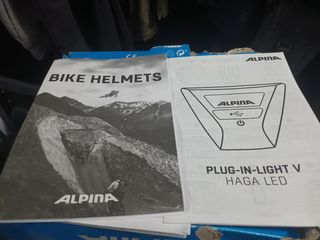 BIKE HELMETS
ALPINA
ALPINA
ALPINA
PLUG-IN-LIGHT V
HAGA LED